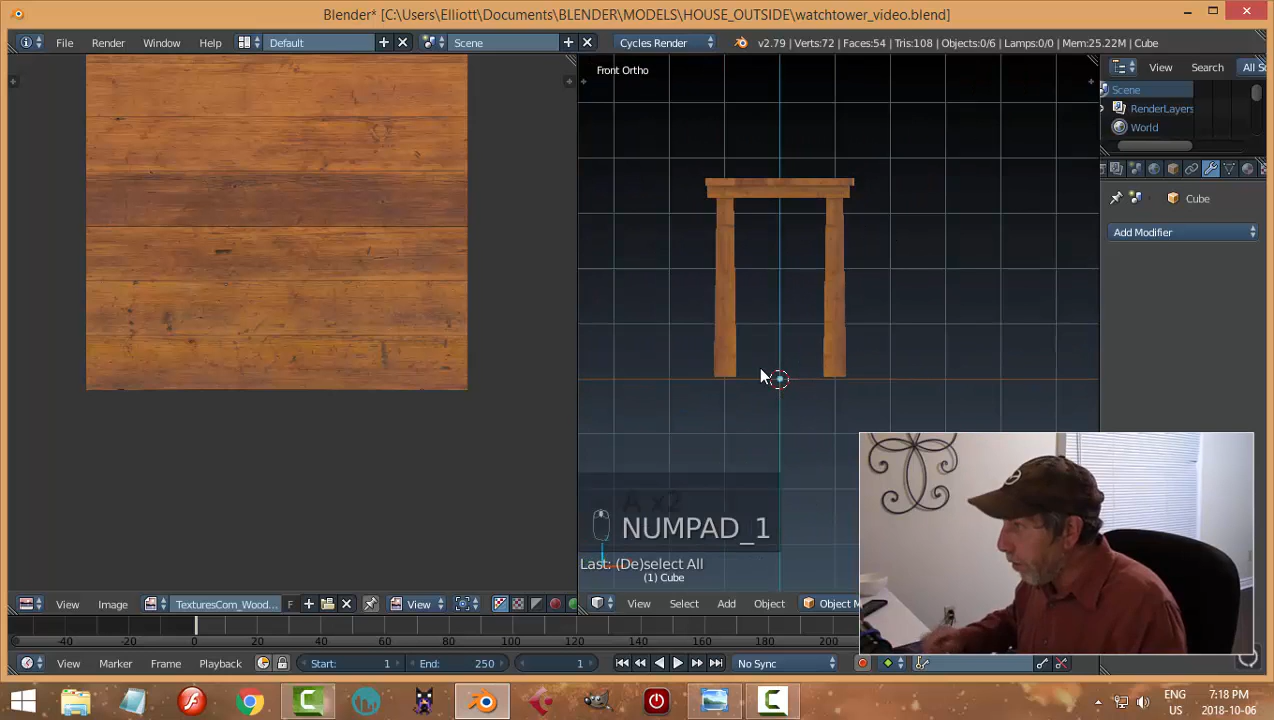 Blender* [C:\Users\Elliott\Documents\BLENDER\MODELS\HOUSE_OUTSIDE\watchtower_video.blend]
File Render Window Help Default Scene Cycles Render v2.79 | Verts:72 | Faces:54 | Tris:108 | Objects:0/6 | Lamps:0/0 | Mem:25.22M | Cube
Front Ortho
View Search All S
Scene
RenderLayers
World
Cube
Add Modifier
A x2
NUMPAD_1
Last: (De)select All
(1) Cube
View Image TexturesCom_Wood... F View
View Select Add Object Object M
-40 -20 0 20 40 60 80 100 120 140 160 180 200
View Marker Frame Playback Start: 1 End: 250 1 No Sync
ENG 7:18 PM
US 2018-10-06